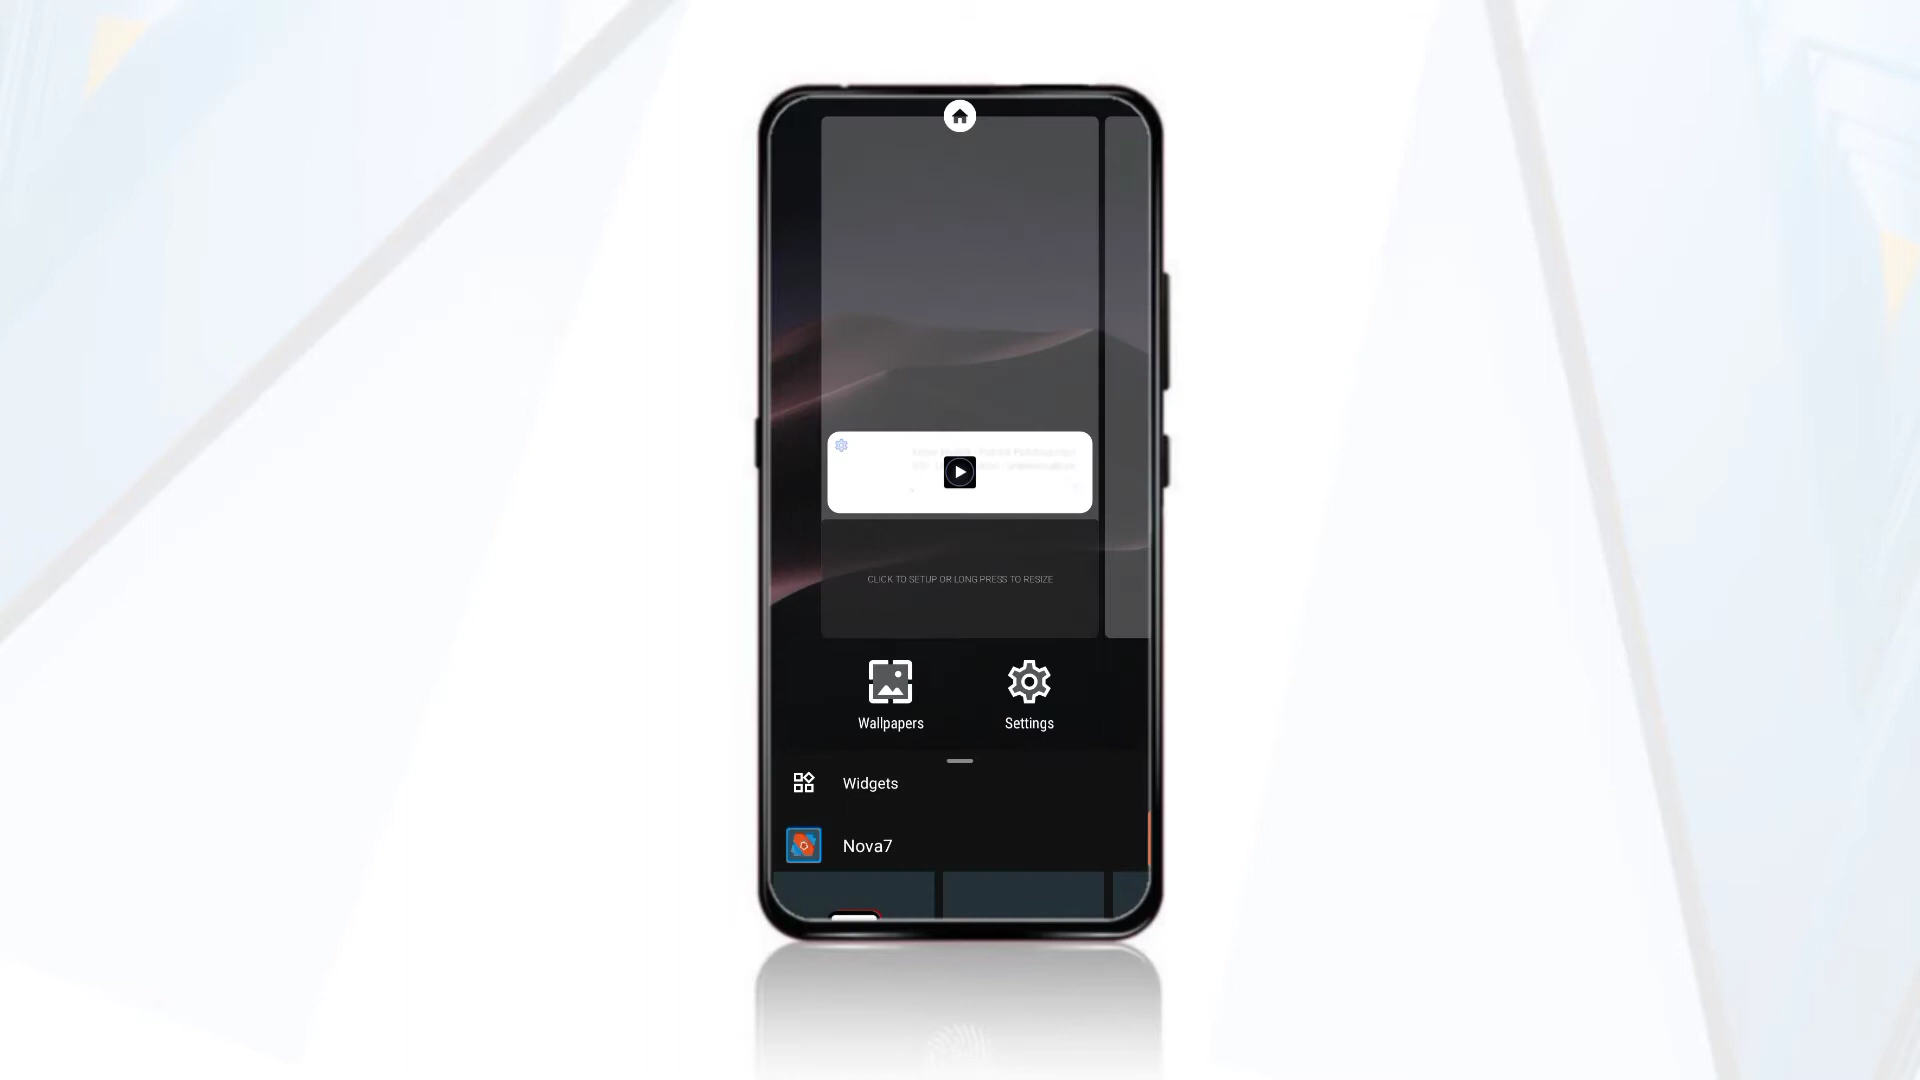 CLICK TO SETUP OR LONG PRESS TO RESIZE
Wallpapers
Settings
Widgets
Nova7